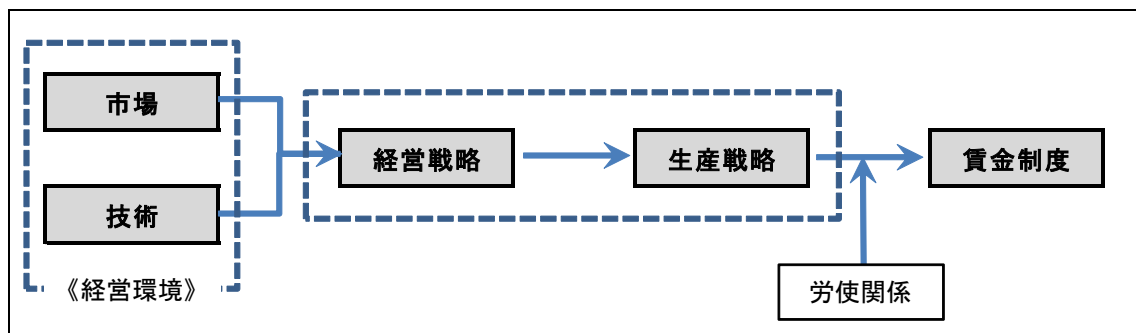 市場
経営戦略
生産戦略
賃金制度
技術
《経営環境》
労使関係